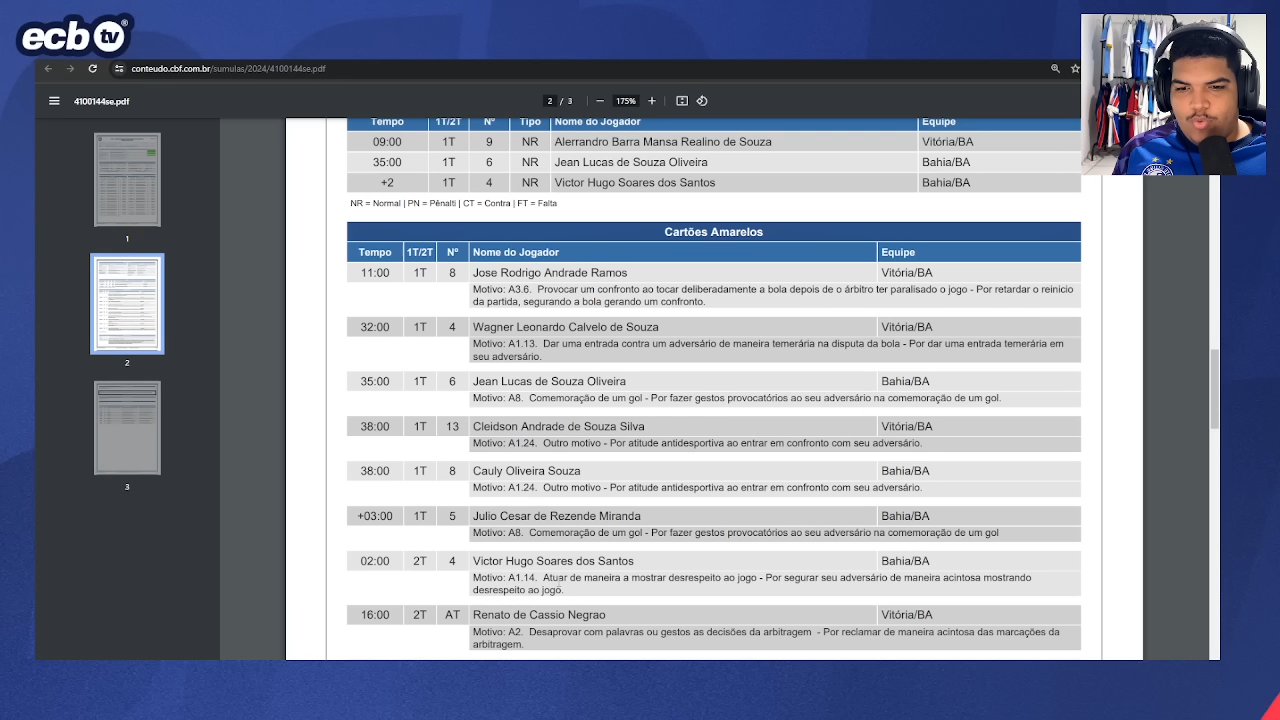 ecb tv®
conteudo.cbf.com.br/sumulas/2024/4100144se.pdf
4100144se.pdf
2 / 3
175%
1
2
3
Tempo 1T/2T Nº Tipo Nome do Jogador Equipe
09:00 1T 9 NR Alerrandro Barra Mansa Realino de Souza Vitória/BA
35:00 1T 6 NR Jean Lucas de Souza Oliveira Bahia/BA
+2 1T 4 NR Victor Hugo Soares dos Santos Bahia/BA
NR = Normal | PN = Pênalti | CT = Contra | FT = Falta
Cartões Amarelos
Tempo 1T/2T Nº Nome do Jogador Equipe
11:00 1T 8 Jose Rodrigo Andrade Ramos Vitória/BA
Motivo: A3.6. Provocar um confronto ao tocar deliberadamente a bola depois de o árbitro ter paralisado o jogo - Por retardar o reinicio
da partida, segurando a bola gerando um confronto.
32:00 1T 4 Wagner Leonardo Calvelo de Souza Vitória/BA
Motivo: A1.13. Dar uma entrada contra um adversário de maneira temerária na disputa da bola - Por dar uma entrada temerária em
seu adversário.
35:00 1T 6 Jean Lucas de Souza Oliveira Bahia/BA
Motivo: A8. Comemoração de um gol - Por fazer gestos provocatórios ao seu adversário na comemoração de um gol.
38:00 1T 13 Cleidson Andrade de Souza Silva Vitória/BA
Motivo: A1.24. Outro motivo - Por atitude antidesportiva ao entrar em confronto com seu adversário.
38:00 1T 8 Cauly Oliveira Souza Bahia/BA
Motivo: A1.24. Outro motivo - Por atitude antidesportiva ao entrar em confronto com seu adversário.
+03:00 1T 5 Julio Cesar de Rezende Miranda Bahia/BA
Motivo: A8. Comemoração de um gol - Por fazer gestos provocatórios ao seu adversário na comemoração de um gol
02:00 2T 4 Victor Hugo Soares dos Santos Bahia/BA
Motivo: A1.14. Atuar de maneira a mostrar desrespeito ao jogo - Por segurar seu adversário de maneira acintosa mostrando
desrespeito ao jogo.
16:00 2T AT Renato de Cassio Negrao Vitória/BA
Motivo: A2. Desaprovar com palavras ou gestos as decisões da arbitragem - Por reclamar de maneira acintosa das marcações da
arbitragem.